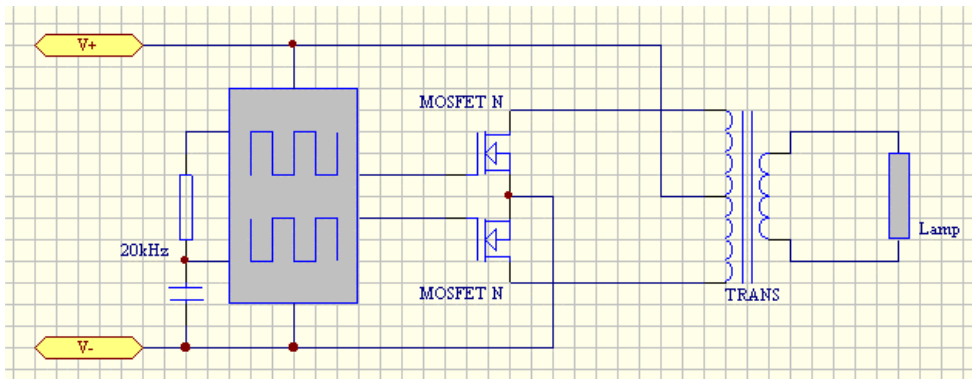 V+
MOSFET N
20kHz
Lamp
MOSFET N
TRANS
V-